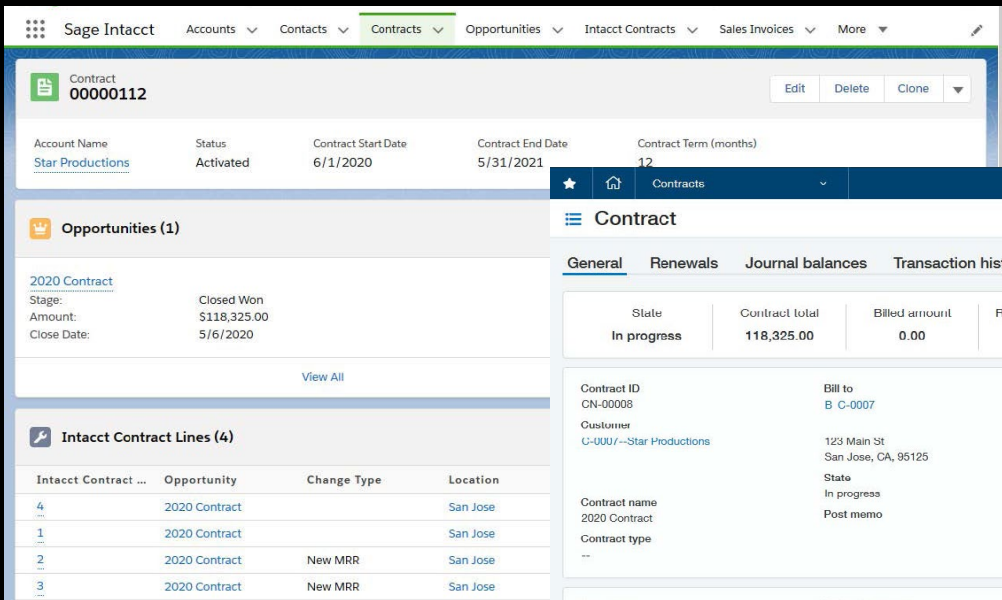 Sage Intacct Accounts Contacts Contracts Opportunities Intacct Contracts Sales Invoices More
Contract
00000112
Edit Delete Clone
Account Name Status Contract Start Date Contract End Date Contract Term (months)
Star Productions Activated 6/1/2020 5/31/2021 12
Opportunities (1)
2020 Contract
Stage: Closed Won
Amount: $118,325.00
Close Date: 5/6/2020
View All
Intacct Contract Lines (4)
Intacct Contract ... Opportunity Change Type Location
4 2020 Contract San Jose
1 2020 Contract San Jose
2 2020 Contract New MRR San Jose
3 2020 Contract New MRR San Jose
Contracts
Contract
General Renewals Journal balances Transaction his
State Contract total Billed amount
In progress 118,325.00 0.00
Contract ID
CN-00008
Customer
C-0007--Star Productions
Contract name
2020 Contract
Contract type
--
Bill to
B C-0007
123 Main St
San Jose, CA, 95125
State
In progress
Post memo